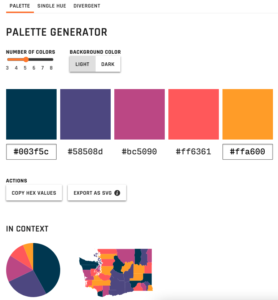 PALETTE SINGLE HUE DIVERGENT
PALETTE GENERATOR
NUMBER OF COLORS BACKGROUND COLOR
3 4 5 6 7 8 LIGHT DARK
#003f5c #58508d #bc5090 #ff6361 #ffa600
ACTIONS
COPY HEX VALUES EXPORT AS SVG i
IN CONTEXT